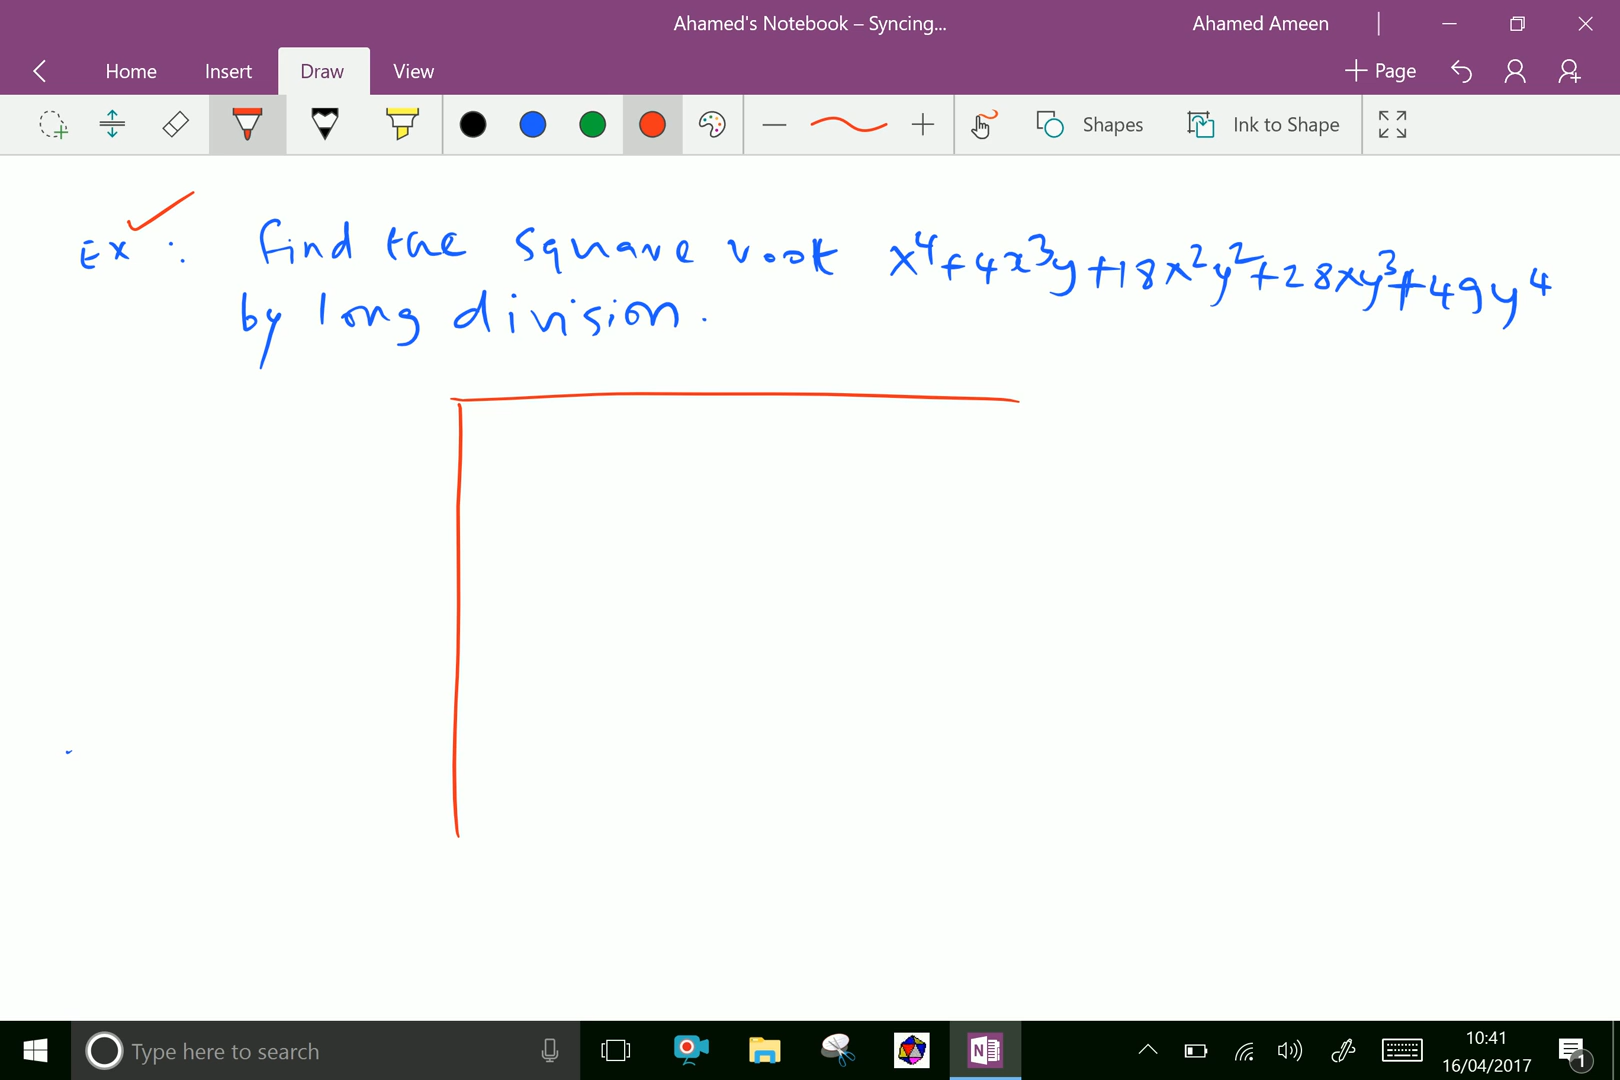 Ahamed's Notebook – Syncing...
Ahamed Ameen
Home Insert Draw View
Page
Shapes
Ink to Shape
Ex : find the square root x⁴+4x³y+18x²y²+28xy³+49y⁴
by long division.
Type here to search
N
10:41
16/04/2017
1